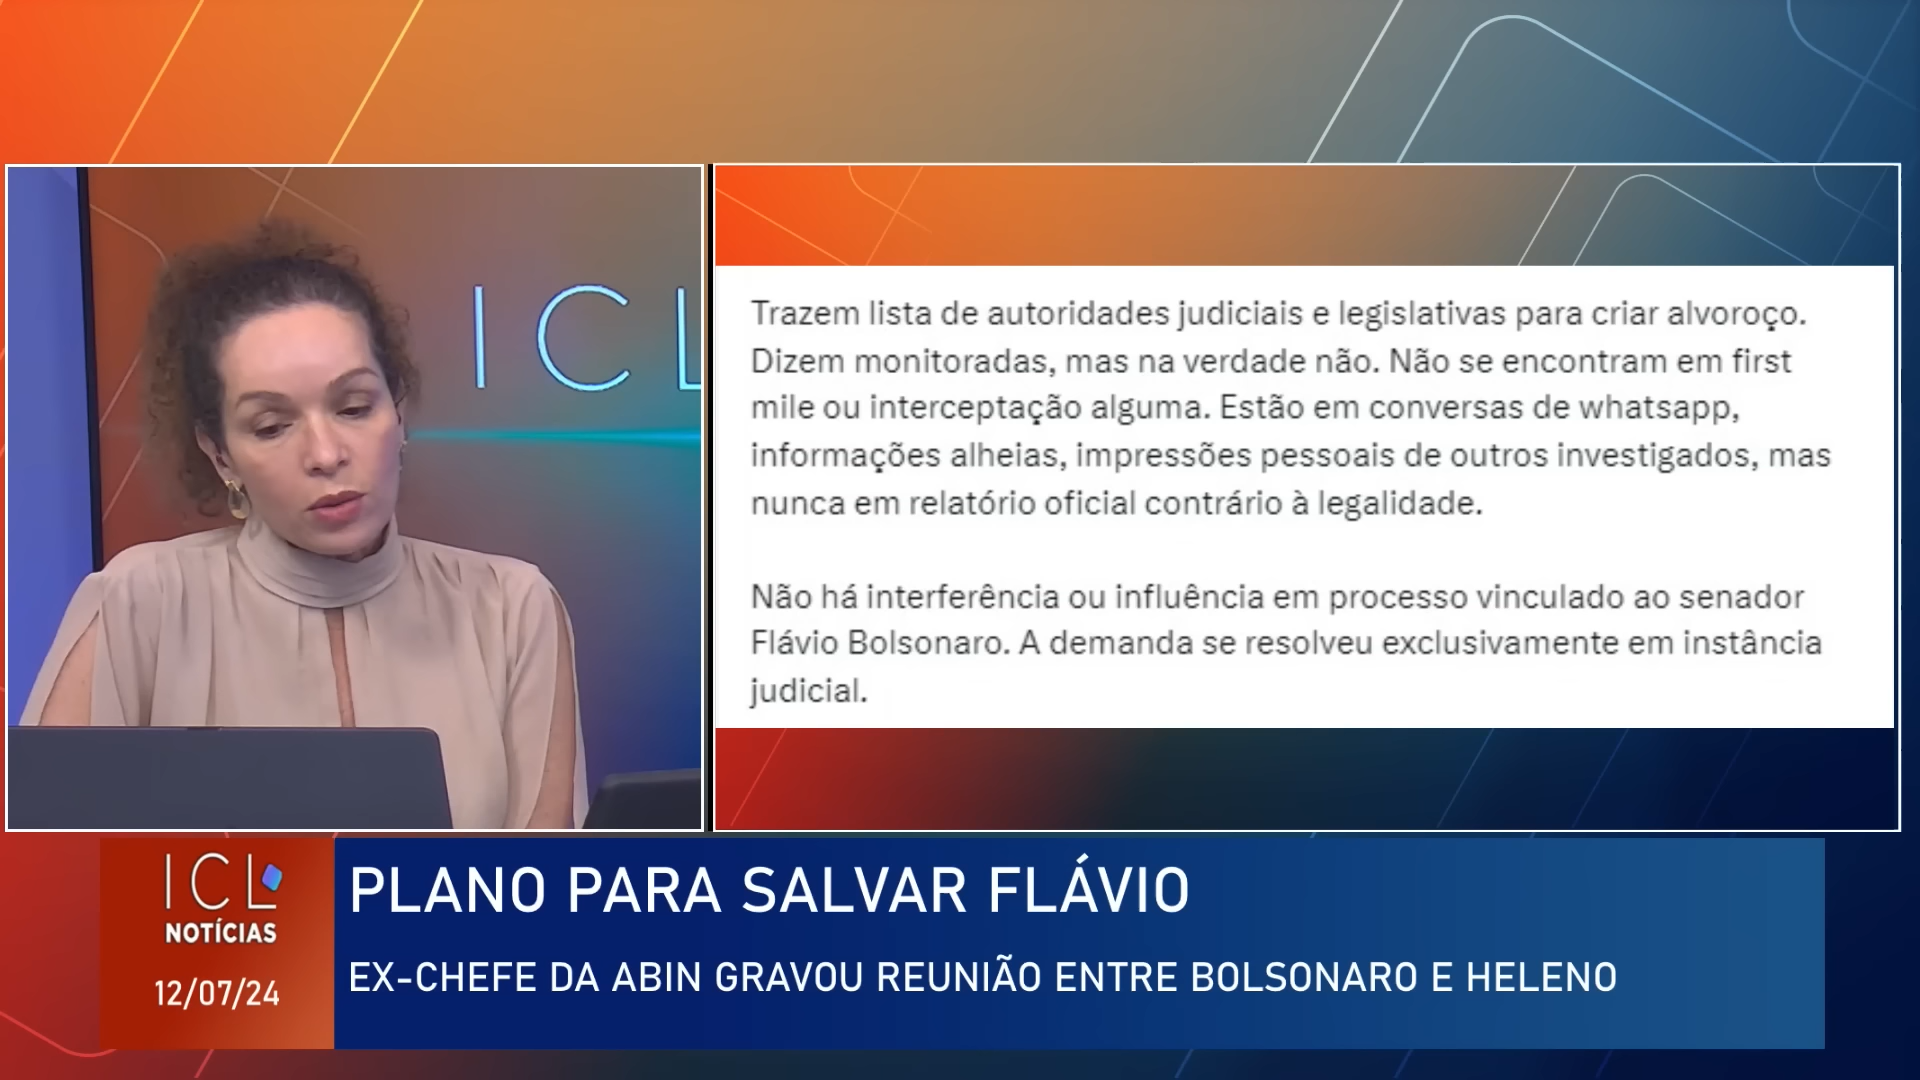 ICL
Trazem lista de autoridades judiciais e legislativas para criar alvoroço.
Dizem monitoradas, mas na verdade não. Não se encontram em first
mile ou interceptação alguma. Estão em conversas de whatsapp,
informações alheias, impressões pessoais de outros investigados, mas
nunca em relatório oficial contrário à legalidade.
Não há interferência ou influência em processo vinculado ao senador
Flávio Bolsonaro. A demanda se resolveu exclusivamente em instância
judicial.
ICL
NOTÍCIAS
12/07/24
PLANO PARA SALVAR FLÁVIO
EX-CHEFE DA ABIN GRAVOU REUNIÃO ENTRE BOLSONARO E HELENO